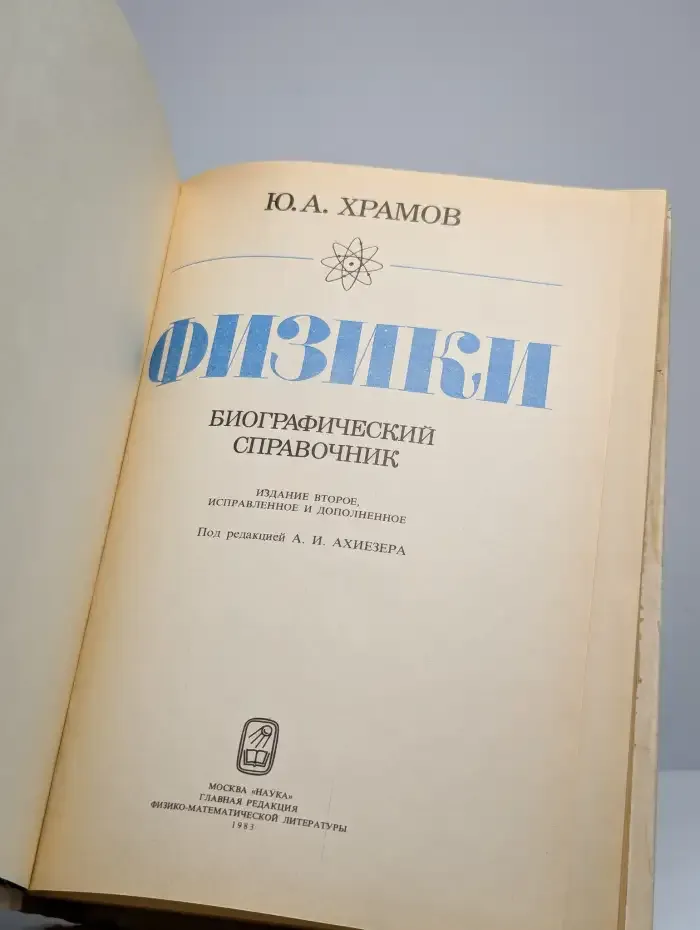 Ю. А. ХРАМОВ
ФИЗИКИ
БИОГРАФИЧЕСКИЙ
СПРАВОЧНИК
ИЗДАНИЕ ВТОРОЕ,
ИСПРАВЛЕННОЕ И ДОПОЛНЕННОЕ
Под редакцией А. И. АХИЕЗЕРА
МОСКВА «НАУКА»
ГЛАВНАЯ РЕДАКЦИЯ
ФИЗИКО-МАТЕМАТИЧЕСКОЙ ЛИТЕРАТУРЫ
1983